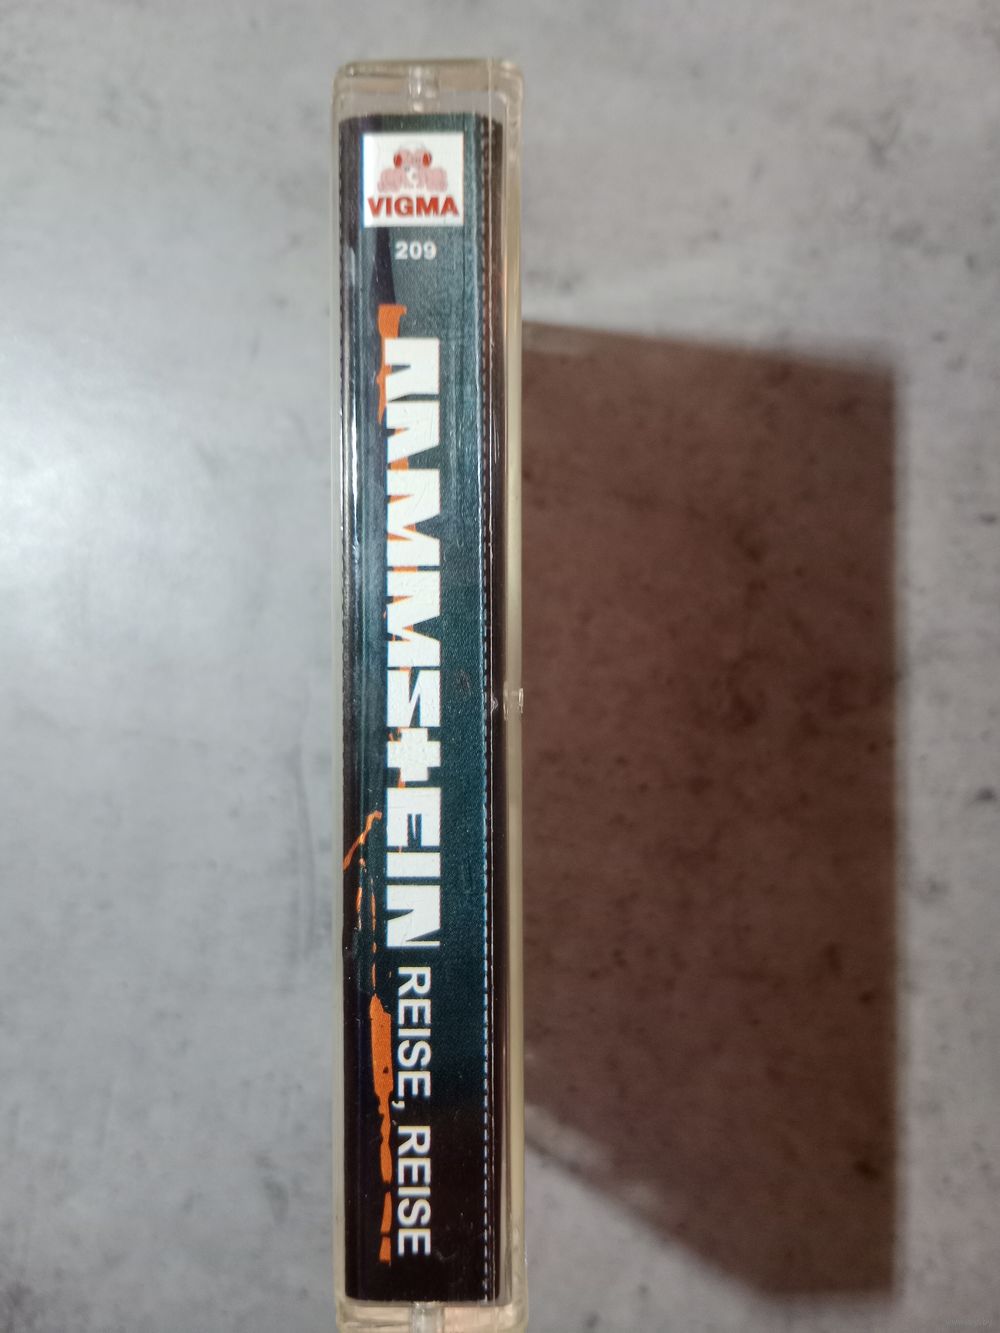 VIGMA
209
RAMMSTEIN
REISE, REISE